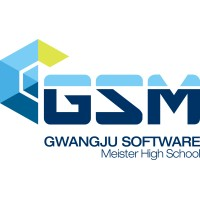 GSM
GWANGJU SOFTWARE
Meister High School